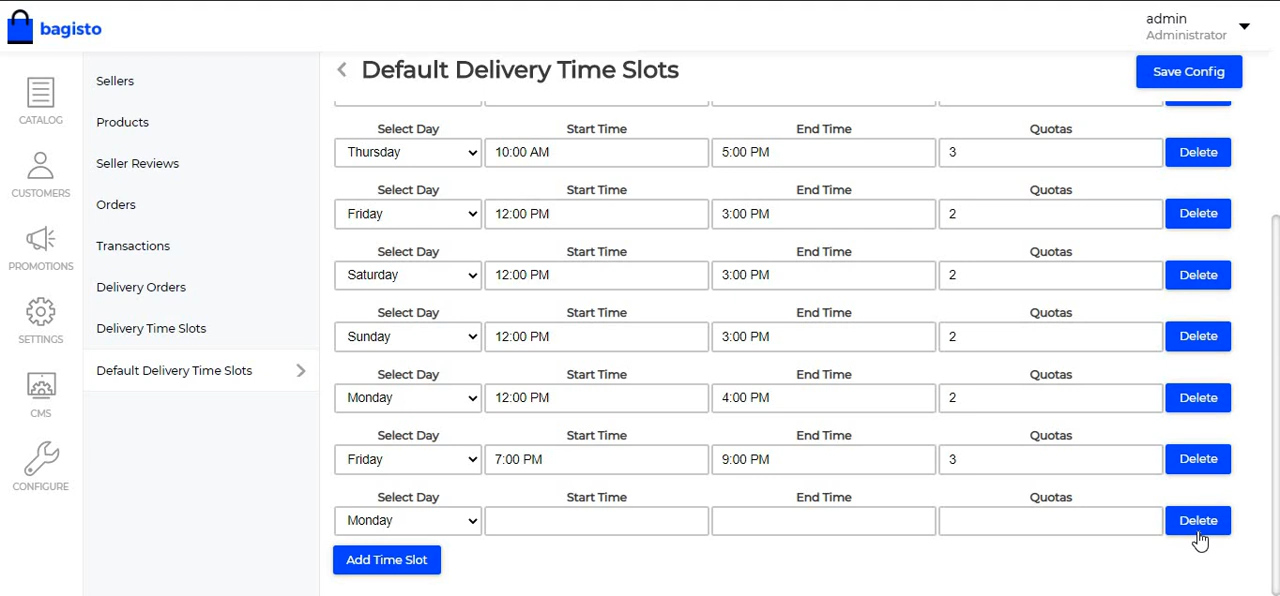 bagisto
admin
Administrator
CATALOG
CUSTOMERS
PROMOTIONS
SETTINGS
CMS
CONFIGURE
Sellers
Products
Seller Reviews
Orders
Transactions
Delivery Orders
Delivery Time Slots
Default Delivery Time Slots
Default Delivery Time Slots
Save Config
Select Day Start Time End Time Quotas
Thursday 10:00 AM 5:00 PM 3 Delete
Select Day Start Time End Time Quotas
Friday 12:00 PM 3:00 PM 2 Delete
Select Day Start Time End Time Quotas
Saturday 12:00 PM 3:00 PM 2 Delete
Select Day Start Time End Time Quotas
Sunday 12:00 PM 3:00 PM 2 Delete
Select Day Start Time End Time Quotas
Monday 12:00 PM 4:00 PM 2 Delete
Select Day Start Time End Time Quotas
Friday 7:00 PM 9:00 PM 3 Delete
Select Day Start Time End Time Quotas
Monday Delete
Add Time Slot